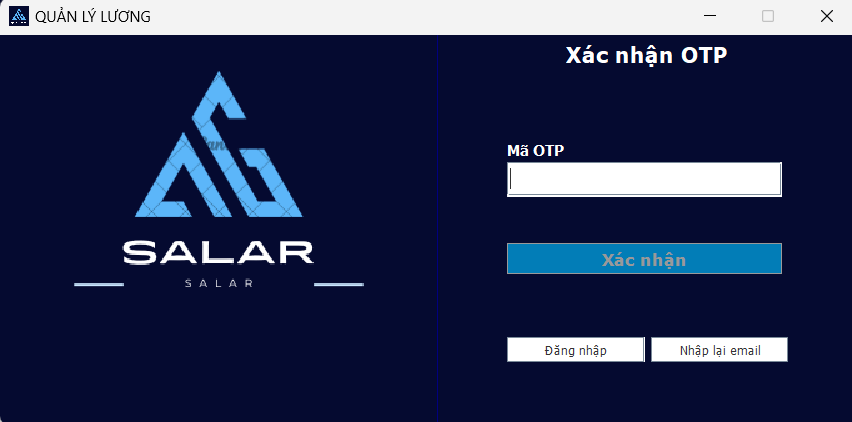 QUẢN LÝ LƯƠNG
Xác nhận OTP
Mã OTP
SALAR
SALAR
Xác nhận
Đăng nhập
Nhập lại email